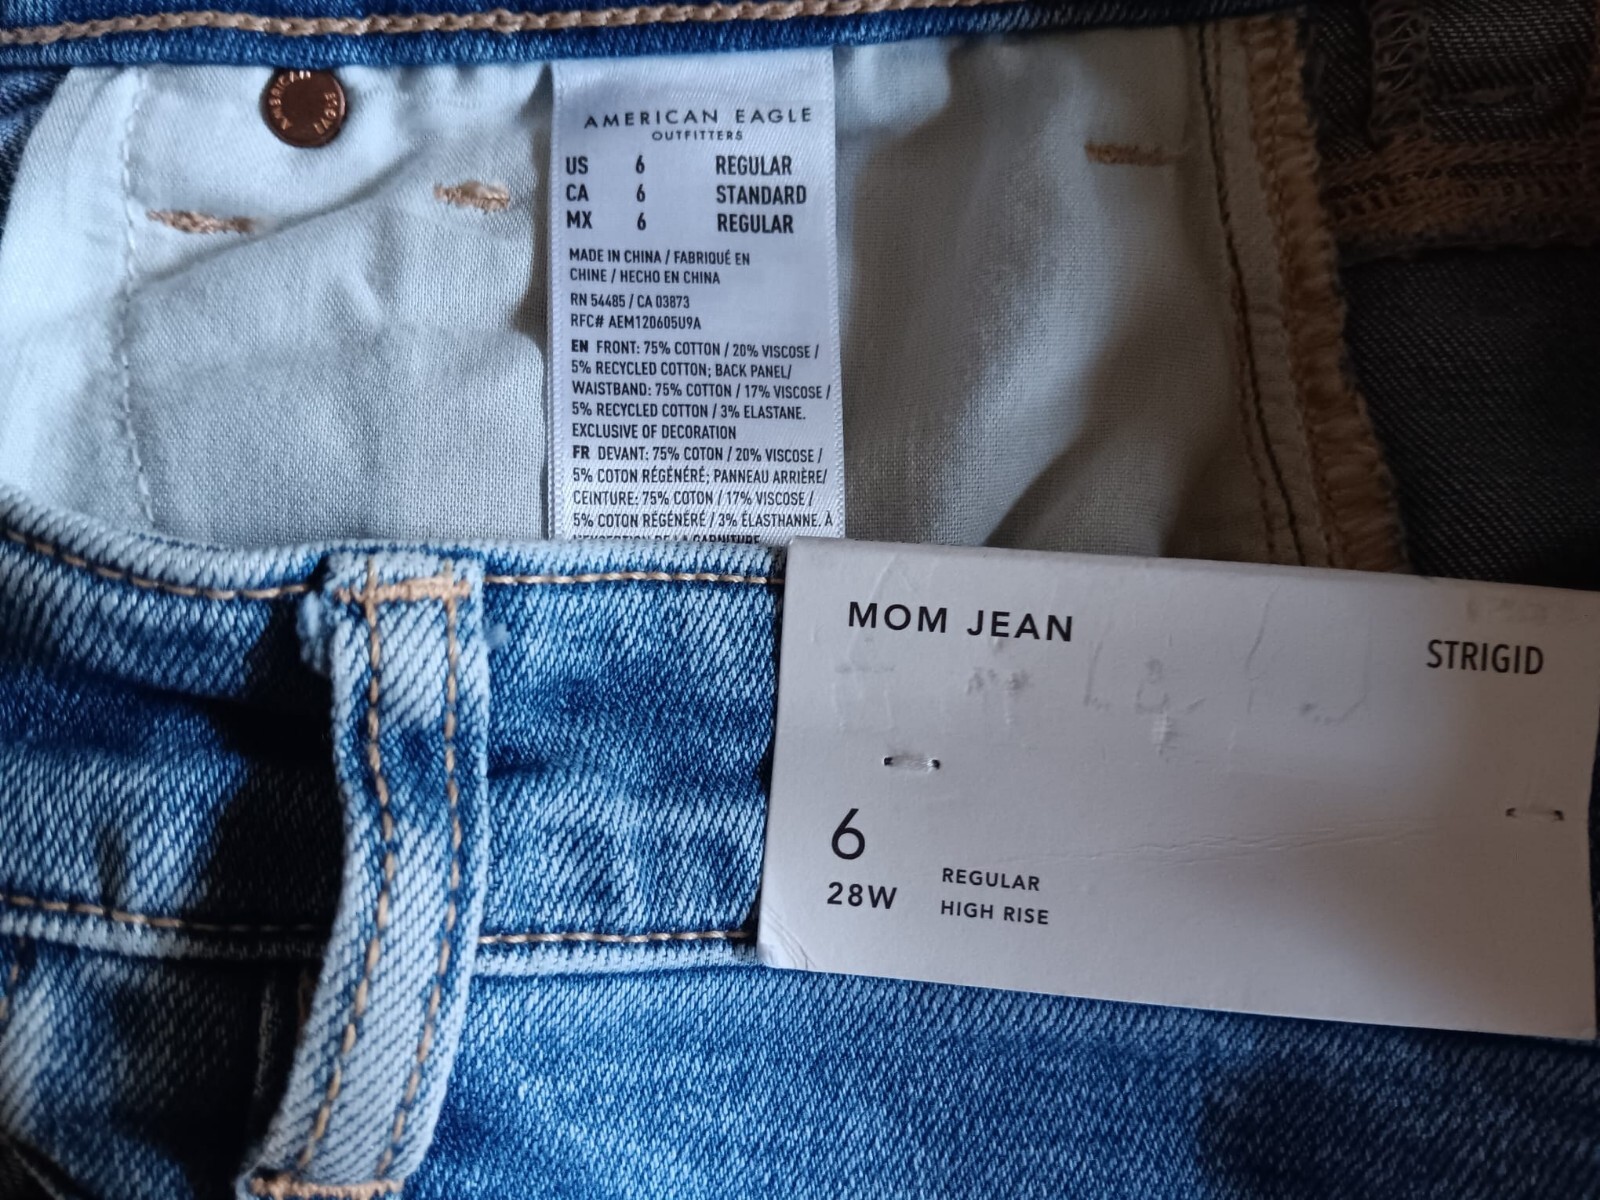 AMERICAN EAGLE
OUTFITTERS
US 6 REGULAR
CA 6 STANDARD
MX 6 REGULAR
MADE IN CHINA / FABRIQUÉ EN
CHINE / HECHO EN CHINA
RN 54485 / CA 03873
RFC# AEM120605U9A
EN FRONT: 75% COTTON / 20% VISCOSE /
5% RECYCLED COTTON; BACK PANEL/
WAISTBAND: 75% COTTON / 17% VISCOSE /
5% RECYCLED COTTON / 3% ELASTANE.
EXCLUSIVE OF DECORATION
FR DEVANT: 75% COTON / 20% VISCOSE /
5% COTON RÉGÉNÉRÉ; PANNEAU ARRIÈRE/
CEINTURE: 75% COTON / 17% VISCOSE /
5% COTON RÉGÉNÉRÉ / 3% ÉLASTHANNE. À
L'EXCEPTION DE LA GARNITURE
MOM JEAN
STRIGID
6
28W
REGULAR
HIGH RISE